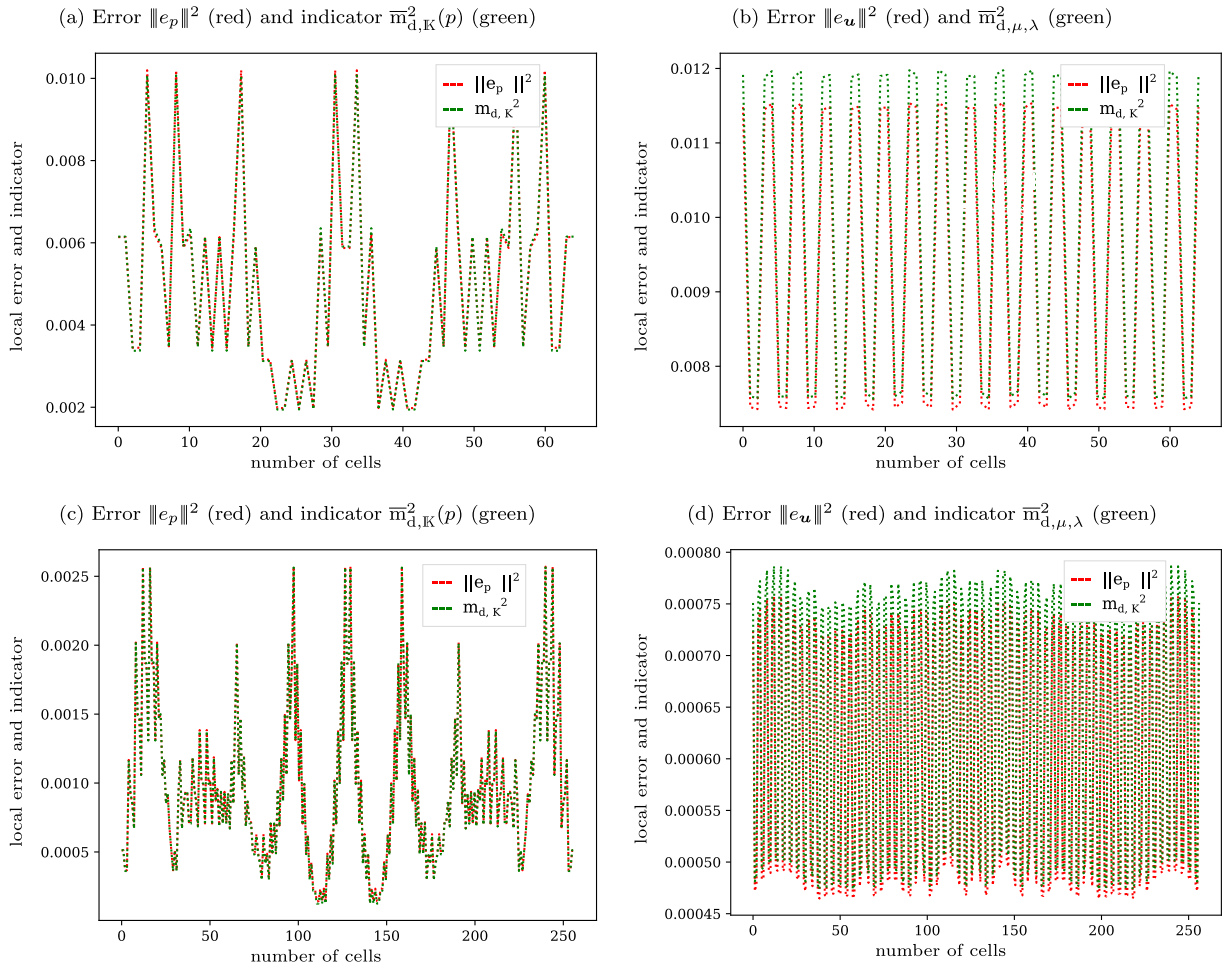 (a) Error ⦀eₚ⦀² (red) and indicator m̅²_{d,𝕂}(p) (green)
(b) Error ⦀e_𝒖⦀² (red) and m̅²_{d,μ,λ} (green)
local error and indicator
0.010
0.008
0.006
0.004
0.002
||e_p ||²
m_{d, K}²
0 10 20 30 40 50 60
number of cells
local error and indicator
0.012
0.011
0.010
0.009
0.008
||e_p ||²
m_{d, K}²
0 10 20 30 40 50 60
number of cells
(c) Error ⦀eₚ⦀² (red) and indicator m̅²_{d,𝕂}(p) (green)
(d) Error ⦀e_𝒖⦀² (red) and indicator m̅²_{d,μ,λ} (green)
local error and indicator
0.0025
0.0020
0.0015
0.0010
0.0005
||e_p ||²
m_{d, K}²
0 50 100 150 200 250
number of cells
local error and indicator
0.00080
0.00075
0.00070
0.00065
0.00060
0.00055
0.00050
0.00045
||e_p ||²
m_{d, K}²
0 50 100 150 200 250
number of cells